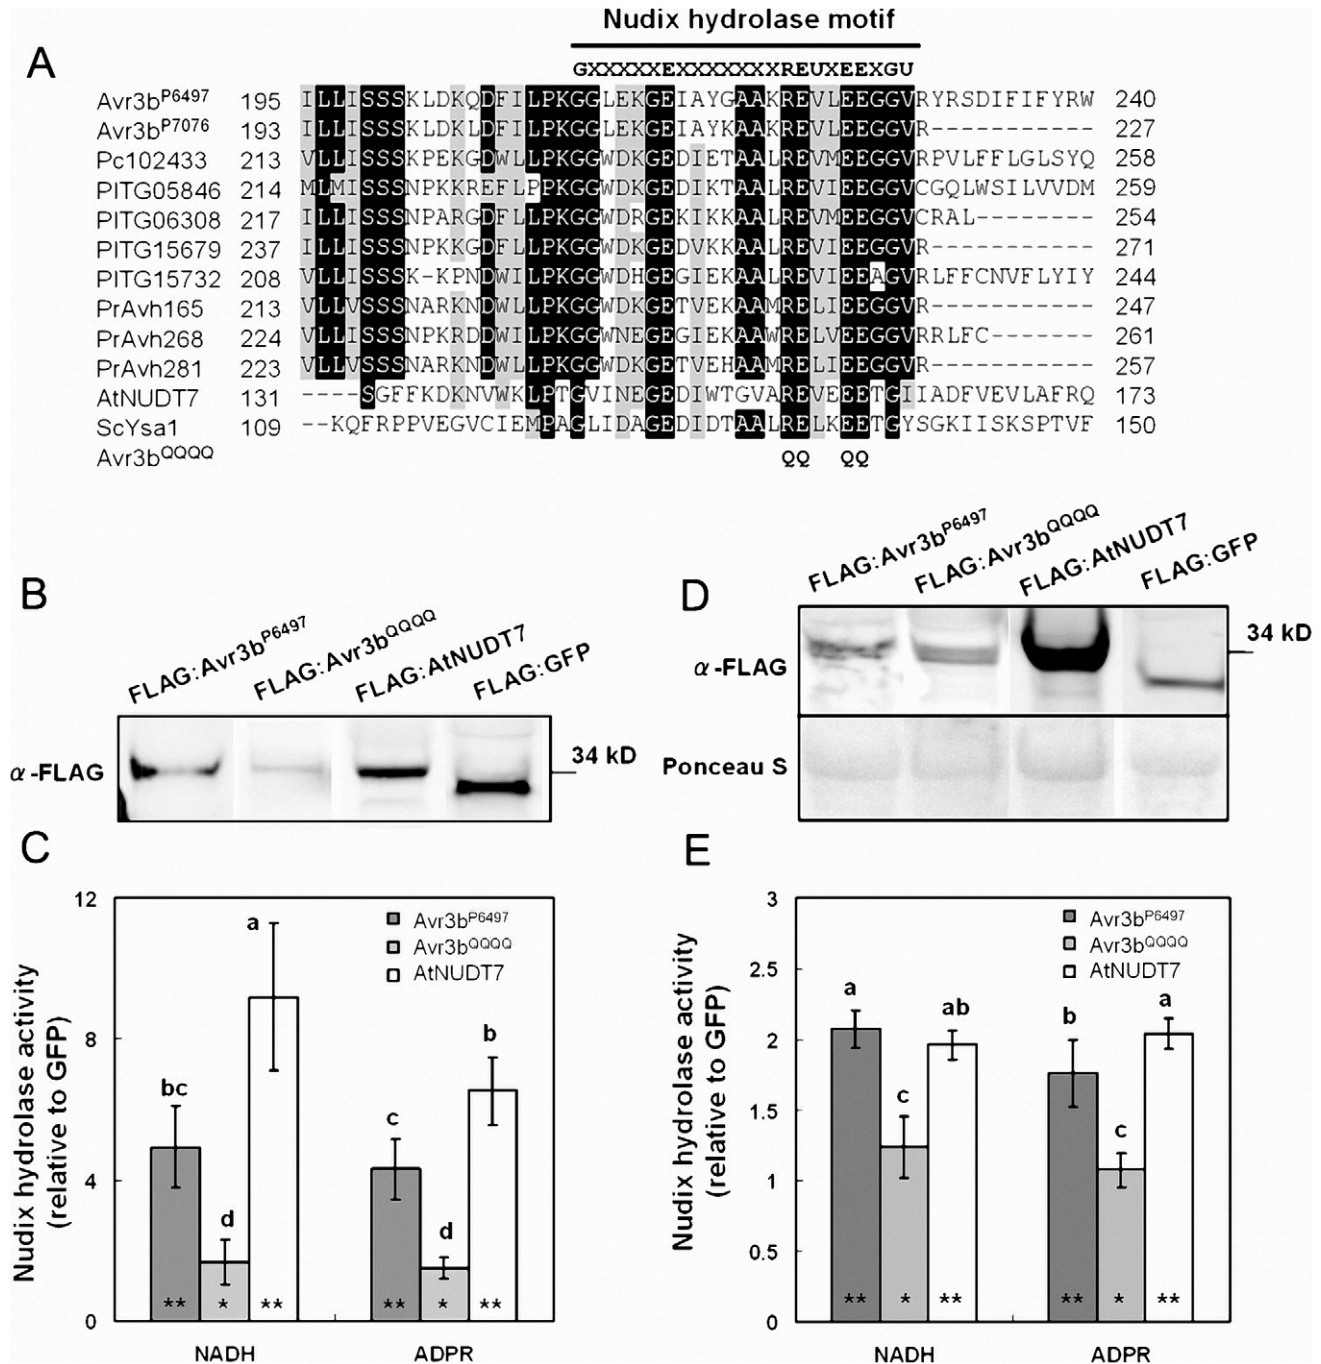 Nudix hydrolase motif
A
GXXXXXEXXXXXXXREUXEEXGU
Avr3bP6497 195 ILLISSSKLDKQDFILPKGGLEKGEIAYGAAKREVLEEGGVRYRSDIFIFYRW 240
Avr3bP7076 193 ILLISSSKLDKLDFILPKGGLEKGEIAYKAAKREVLEEGGVR----------- 227
Pc102433 213 VLLISSSKPEKGDWLLPKGGWDKGEDIETAALREVMEEGGVRPVLFFLGLSYQ 258
PITG05846 214 MLMISSSNPKKREFLPPKGGWDKGEDIKTAALREVIEEGGVCGQLWSILVVDM 259
PITG06308 217 ILLISSSNPARGDFLLPKGGWDRGEKIKKAALREVMEEGGVCRAL-------- 254
PITG15679 237 ILLISSSNPKKGDFLLPKGGWDKGEDVKKAALREVIEEGGVR----------- 271
PITG15732 208 VLLISSSK-KPNDWILPKGGWDHGEGIEKAALREVIEEAGVRLFFCNVFLYIY 244
PrAvh165 213 VLLVSSSNARKNDWLLPKGGWDKGETVEKAAMRELIEEGGVR----------- 247
PrAvh268 224 VLLVSSSNPKRDDWILPKGGWNEGEGIEKAAWRELVEEGGVRRLFC------- 261
PrAvh281 223 VLLVSSSNARKNDWLLPKGGWDKGETVEHAAMRELIEEGGVR----------- 257
AtNUDT7 131 ----SGFFKDKNVWKLPTGVINEGEDIWTGVAREVEEETGIIADFVEVLAFRQ 173
ScYsa1 109 --KQFRPPVEGVCIEMPAGLIDAGEDIDTAALRELKEETGYSGKIISKSPTVF 150
Avr3bQQQQ QQ QQ
B
FLAG:Avr3bP6497
FLAG:Avr3bQQQQ
FLAG:AtNUDT7
FLAG:GFP
α-FLAG
34 kD
D
FLAG:Avr3bP6497
FLAG:Avr3bQQQQ
FLAG:AtNUDT7
FLAG:GFP
α-FLAG
34 kD
Ponceau S
C
Nudix hydrolase activity
(relative to GFP)
12
8
4
0
Avr3bP6497
Avr3bQQQQ
AtNUDT7
bc
d
a
c
d
b
** * ** ** * **
NADH ADPR
E
Nudix hydrolase activity
(relative to GFP)
3
2.5
2
1.5
1
0.5
0
Avr3bP6497
Avr3bQQQQ
AtNUDT7
a
c
ab
b
c
a
** * ** ** * **
NADH ADPR